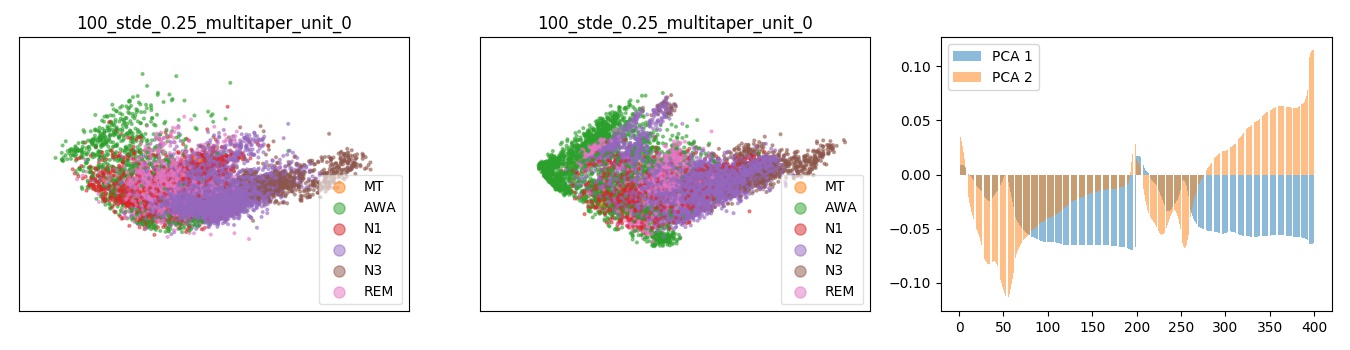 100_stde_0.25_multitaper_unit_0
MT
AWA
N1
N2
N3
REM
100_stde_0.25_multitaper_unit_0
MT
AWA
N1
N2
N3
REM
PCA 1
PCA 2
0.10
0.05
0.00
−0.05
−0.10
0 50 100 150 200 250 300 350 400